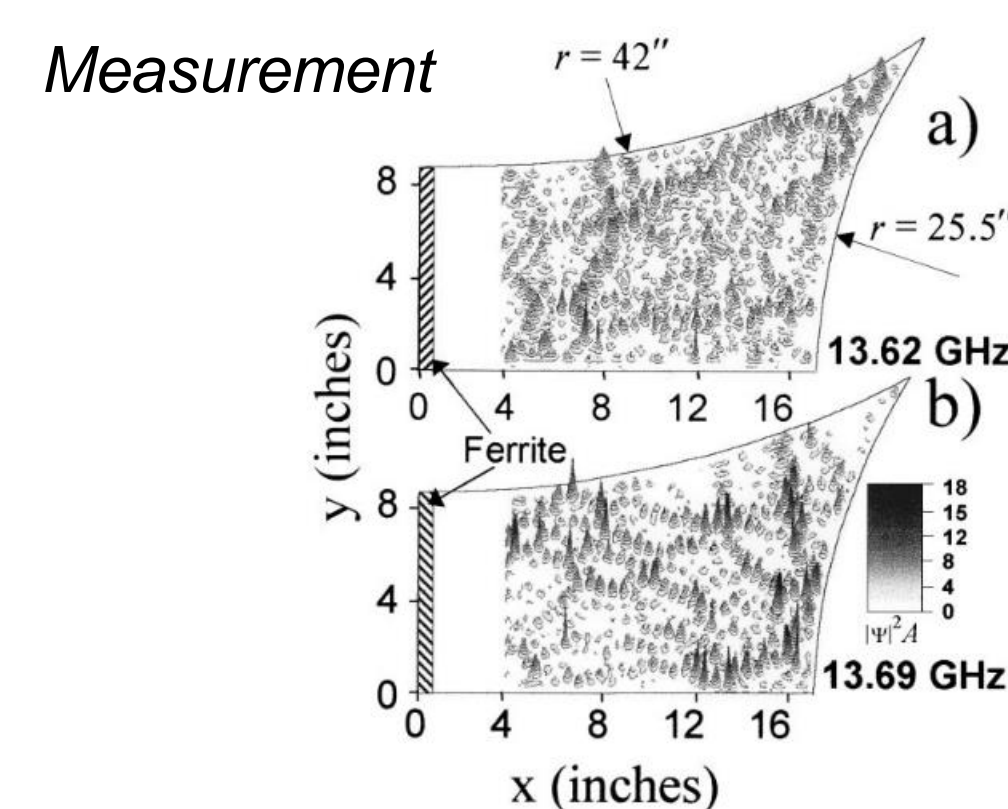 Measurement
r = 42"
a)
r = 25.5"
8
4
0
13.62 GHz
0 4 8 12 16
b)
Ferrite
y (inches)
8
4
0
18
15
12
8
4
0
|Ψ|²A
13.69 GHz
0 4 8 12 16
x (inches)